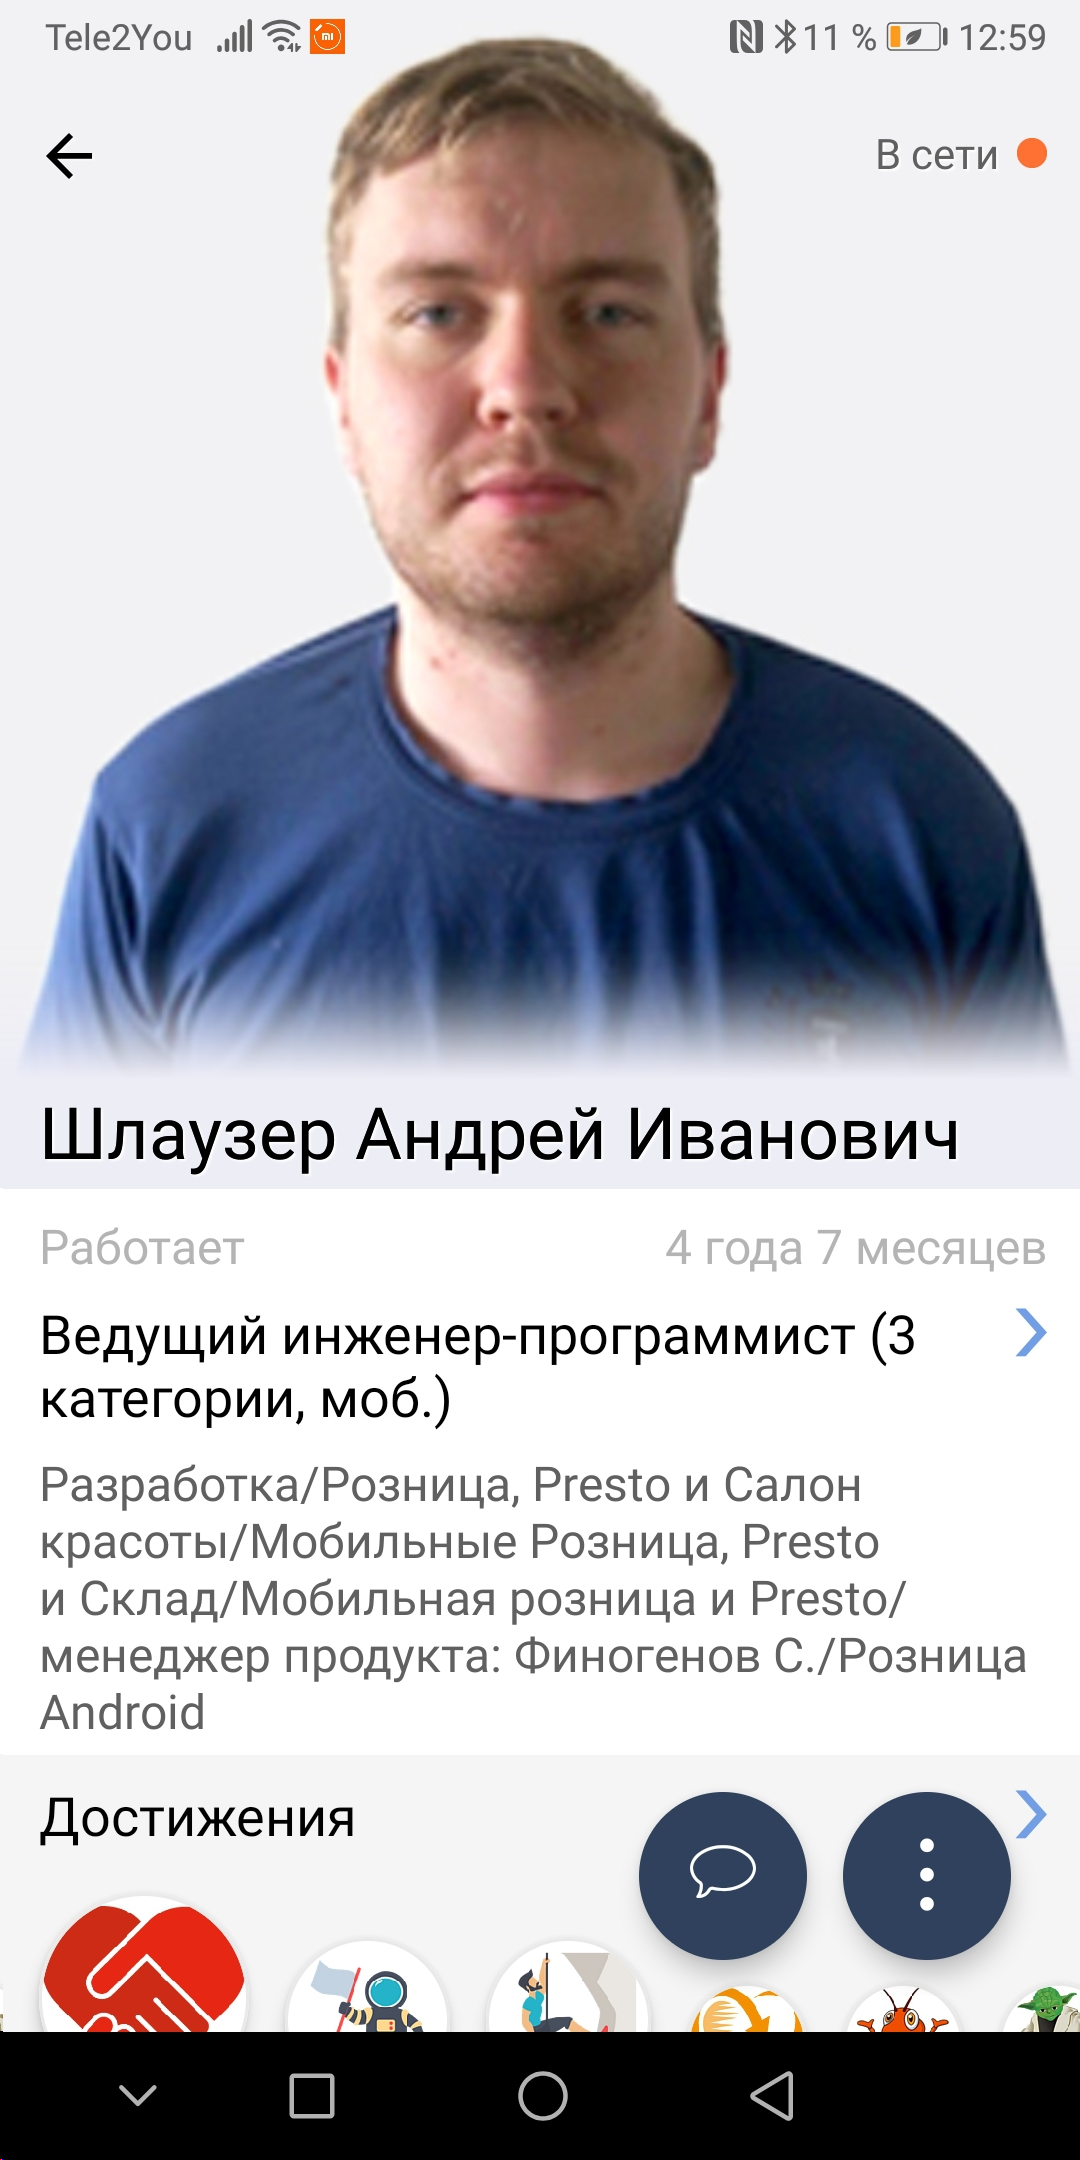 Tele2You 11 % 12:59
В сети
Шлаузер Андрей Иванович
Работает 4 года 7 месяцев
Ведущий инженер-программист (3
категории, моб.)
Разработка/Розница, Presto и Салон
красоты/Мобильные Розница, Presto
и Склад/Мобильная розница и Presto/
менеджер продукта: Финогенов С./Розница
Android
Достижения